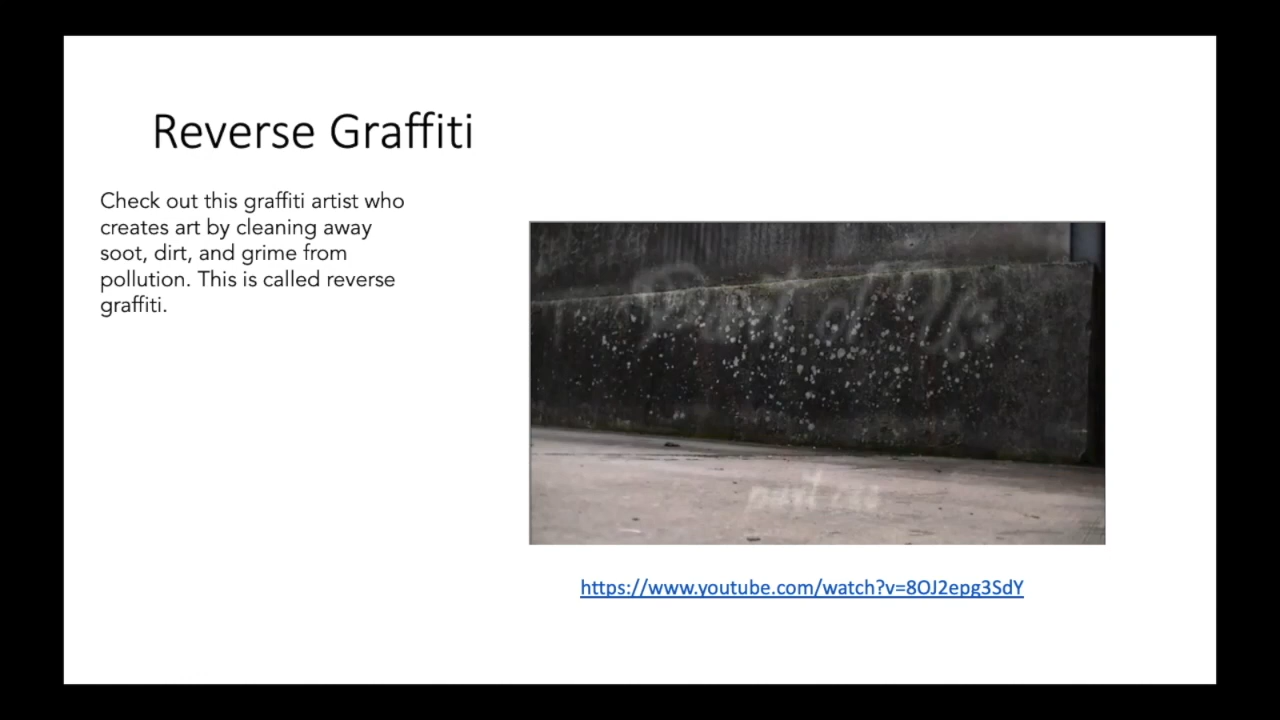 Reverse Graffiti
Check out this graffiti artist who
creates art by cleaning away
soot, dirt, and grime from
pollution. This is called reverse
graffiti.
https://www.youtube.com/watch?v=8OJ2epg3SdY